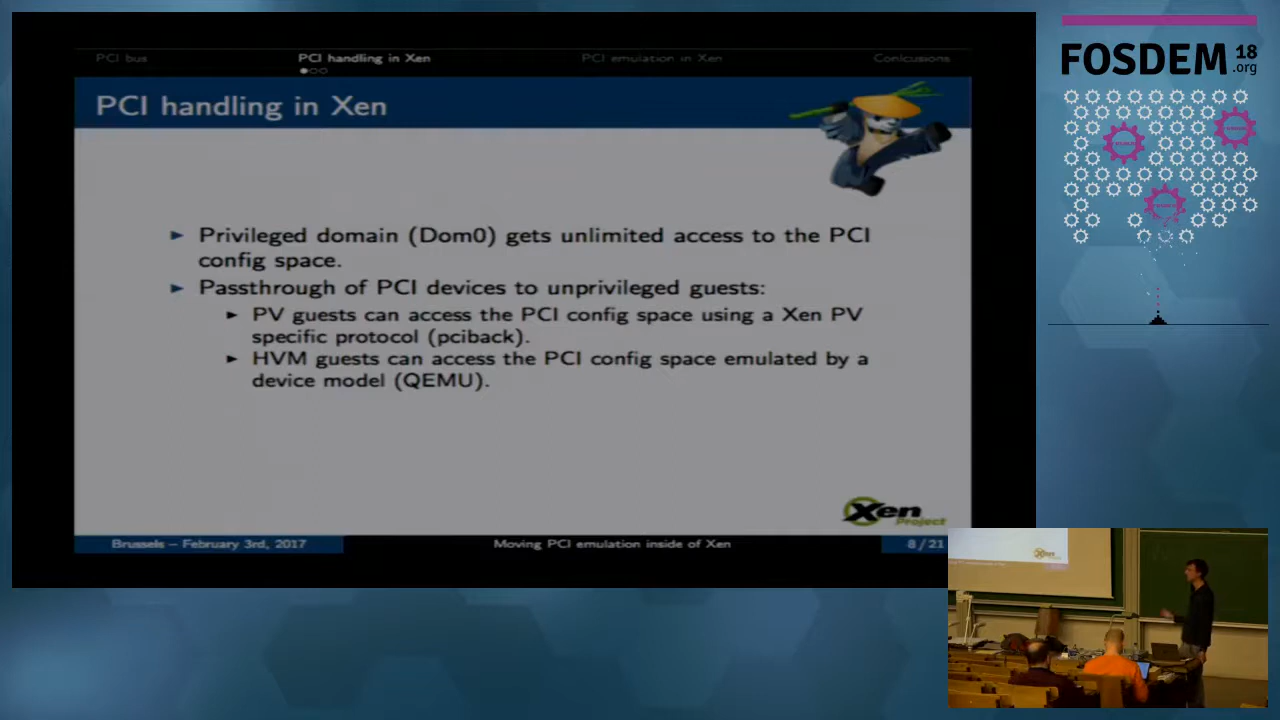 PCI bus
PCI handling in Xen
PCI emulation in Xen
Conlcusions
PCI handling in Xen
Privileged domain (Dom0) gets unlimited access to the PCI
config space.
Passthrough of PCI devices to unprivileged guests:
PV guests can access the PCI config space using a Xen PV
specific protocol (pciback).
HVM guests can access the PCI config space emulated by a
device model (QEMU).
Xen
Project
Brussels – February 3rd, 2017
Moving PCI emulation inside of Xen
8 / 21
FOSDEM 18
.org